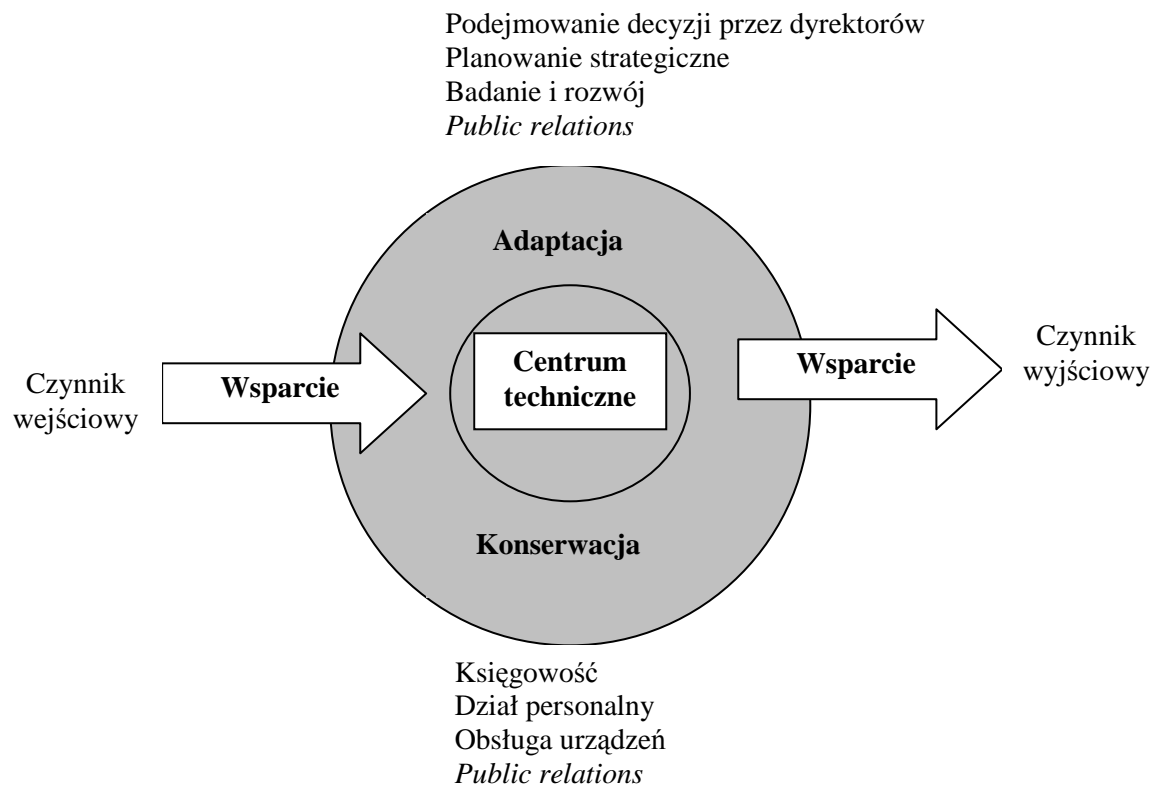 Podejmowanie decyzji przez dyrektorów
Planowanie strategiczne
Badanie i rozwój
Public relations
Adaptacja
Czynnik
wejściowy
Wsparcie
Centrum
techniczne
Wsparcie
Czynnik
wyjściowy
Konserwacja
Księgowość
Dział personalny
Obsługa urządzeń
Public relations